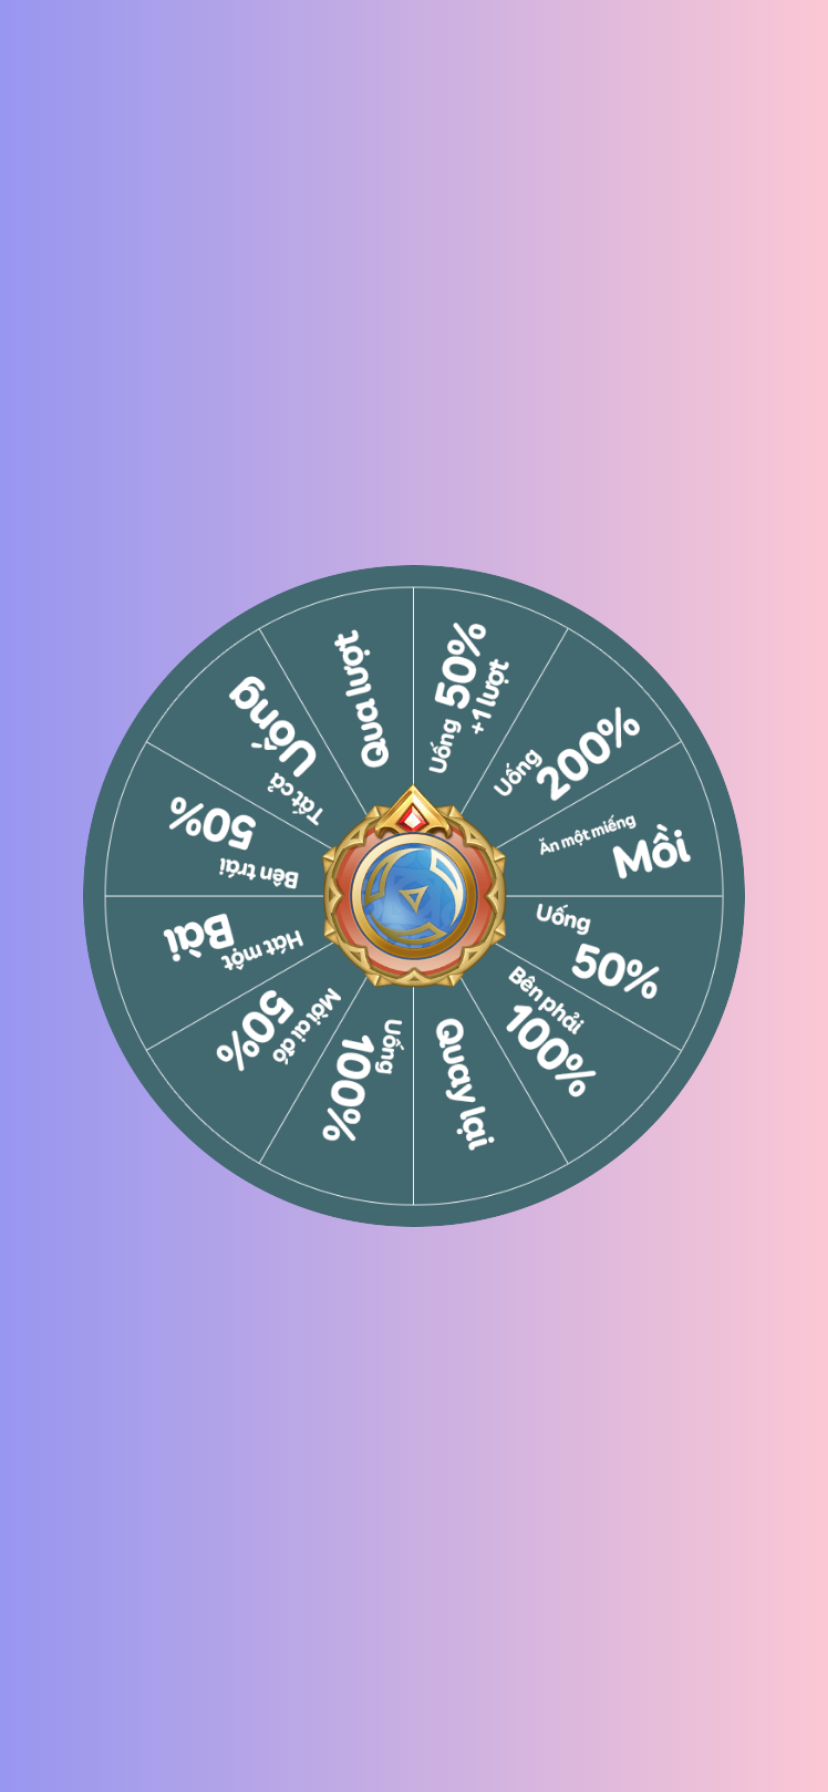 Uống 50%
+1 lượt
Uống
200%
Ăn một miếng
Mồi
Uống
50%
Bên phải
100%
Quay lại
Uống
100%
Mời ai đó
50%
Hát một
Bài
Bên trái
50%
Tất cả
Uống
Qua lượt